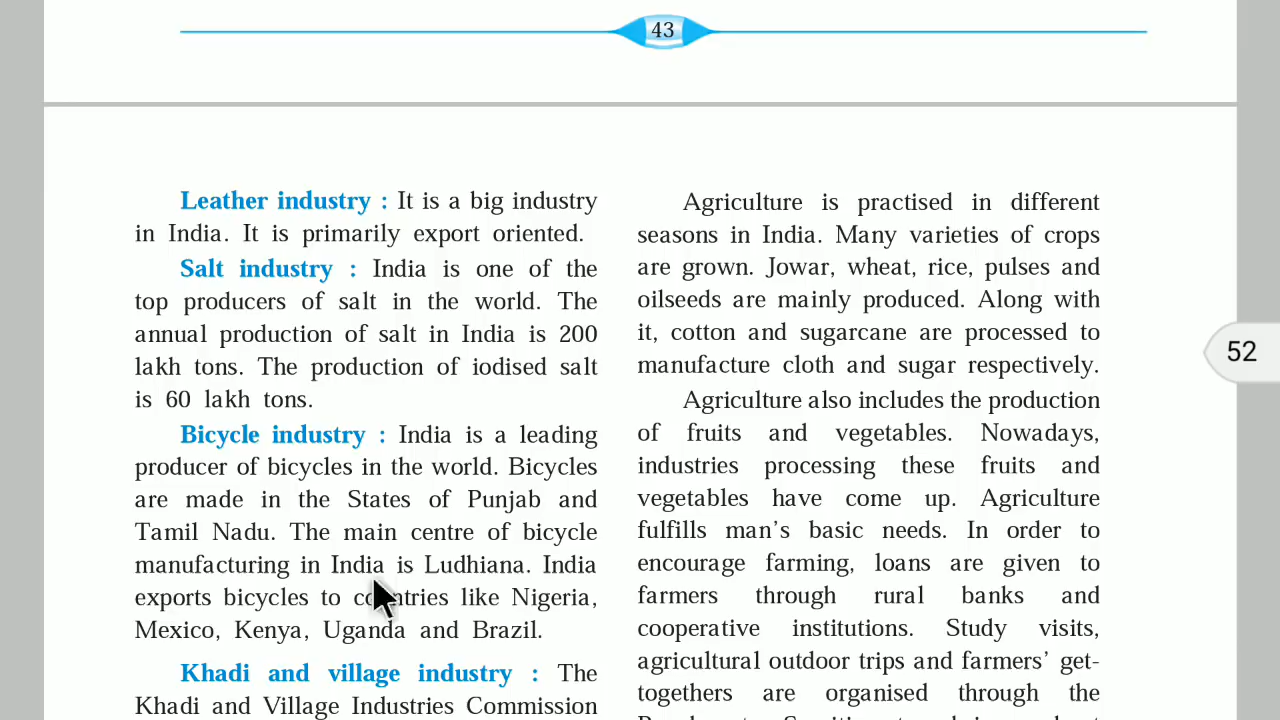 43
Leather industry : It is a big industry
in India. It is primarily export oriented.
Salt industry : India is one of the
top producers of salt in the world. The
annual production of salt in India is 200
lakh tons. The production of iodised salt
is 60 lakh tons.
Bicycle industry : India is a leading
producer of bicycles in the world. Bicycles
are made in the States of Punjab and
Tamil Nadu. The main centre of bicycle
manufacturing in India is Ludhiana. India
exports bicycles to countries like Nigeria,
Mexico, Kenya, Uganda and Brazil.
Khadi and village industry : The
Khadi and Village Industries Commission
Agriculture is practised in different
seasons in India. Many varieties of crops
are grown. Jowar, wheat, rice, pulses and
oilseeds are mainly produced. Along with
it, cotton and sugarcane are processed to
manufacture cloth and sugar respectively.
Agriculture also includes the production
of fruits and vegetables. Nowadays,
industries processing these fruits and
vegetables have come up. Agriculture
fulfills man's basic needs. In order to
encourage farming, loans are given to
farmers through rural banks and
cooperative institutions. Study visits,
agricultural outdoor trips and farmers' get-
togethers are organised through the
52